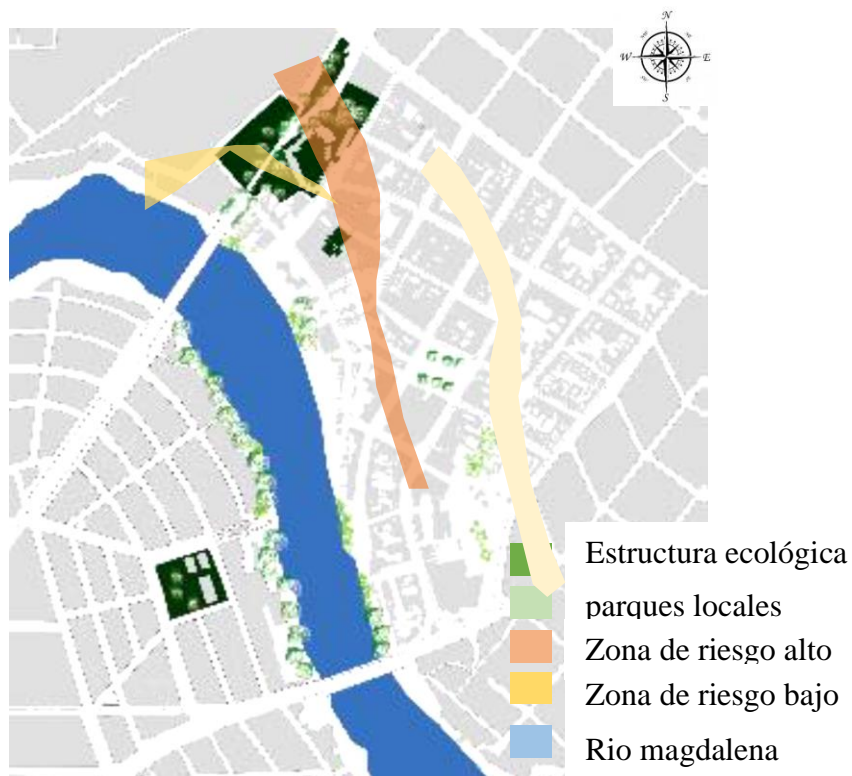 N
W E
S
Estructura ecológica
parques locales
Zona de riesgo alto
Zona de riesgo bajo
Rio magdalena